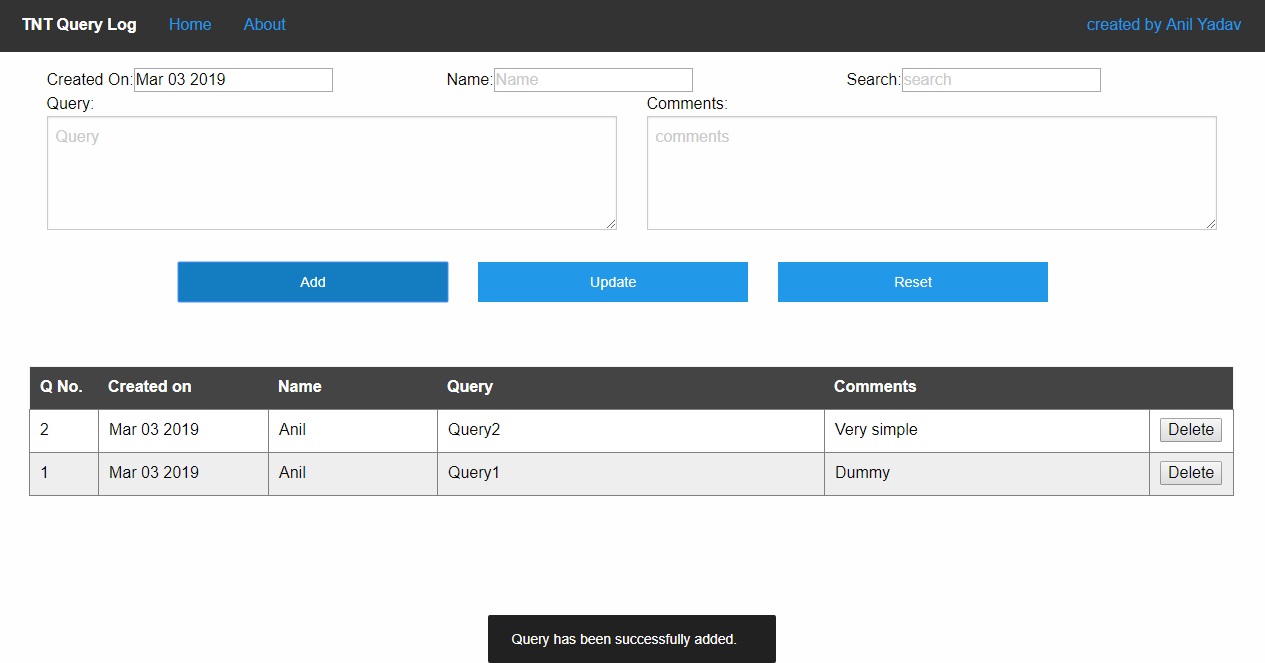 TNT Query Log Home About created by Anil Yadav
Created On: Mar 03 2019 Name: Name Search: search
Query: Comments:
Query comments
Add Update Reset
Q No. Created on Name Query Comments
2 Mar 03 2019 Anil Query2 Very simple Delete
1 Mar 03 2019 Anil Query1 Dummy Delete
Query has been successfully added.